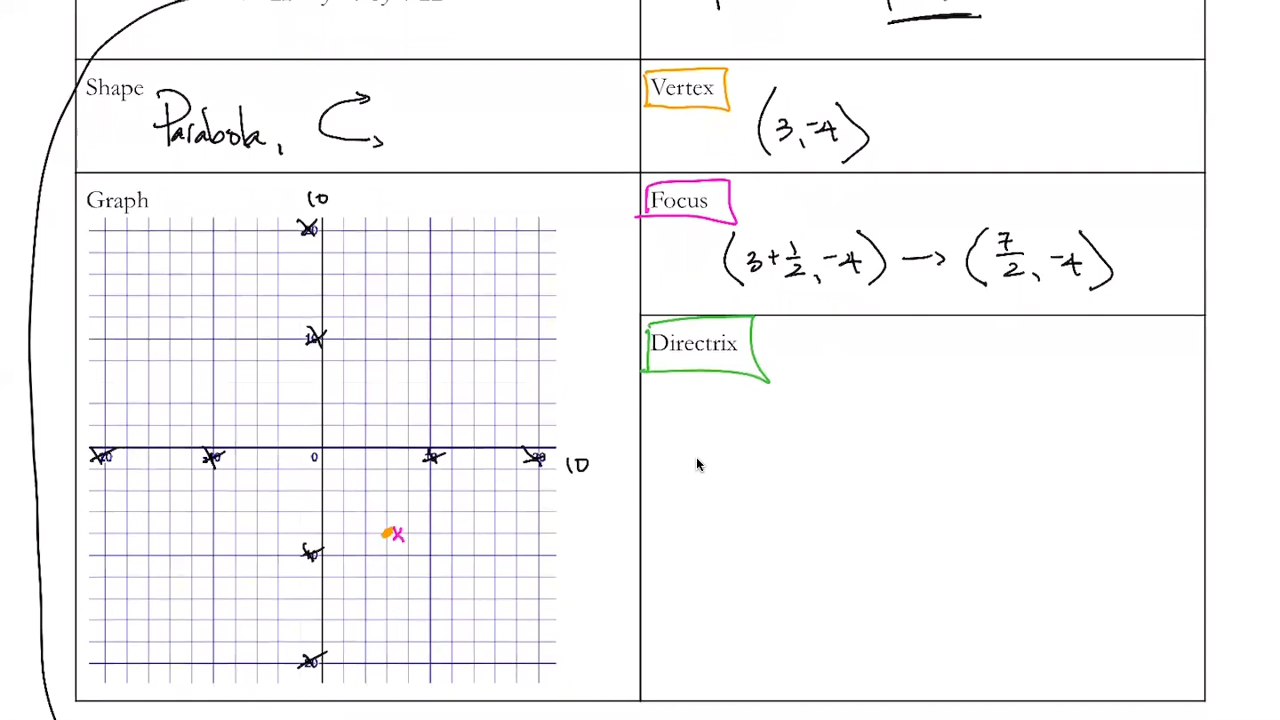 Shape
Parabola,
Vertex
(3, -4)
Graph
10
Focus
(3 + 1/2, -4) → (7/2, -4)
Directrix
0
10